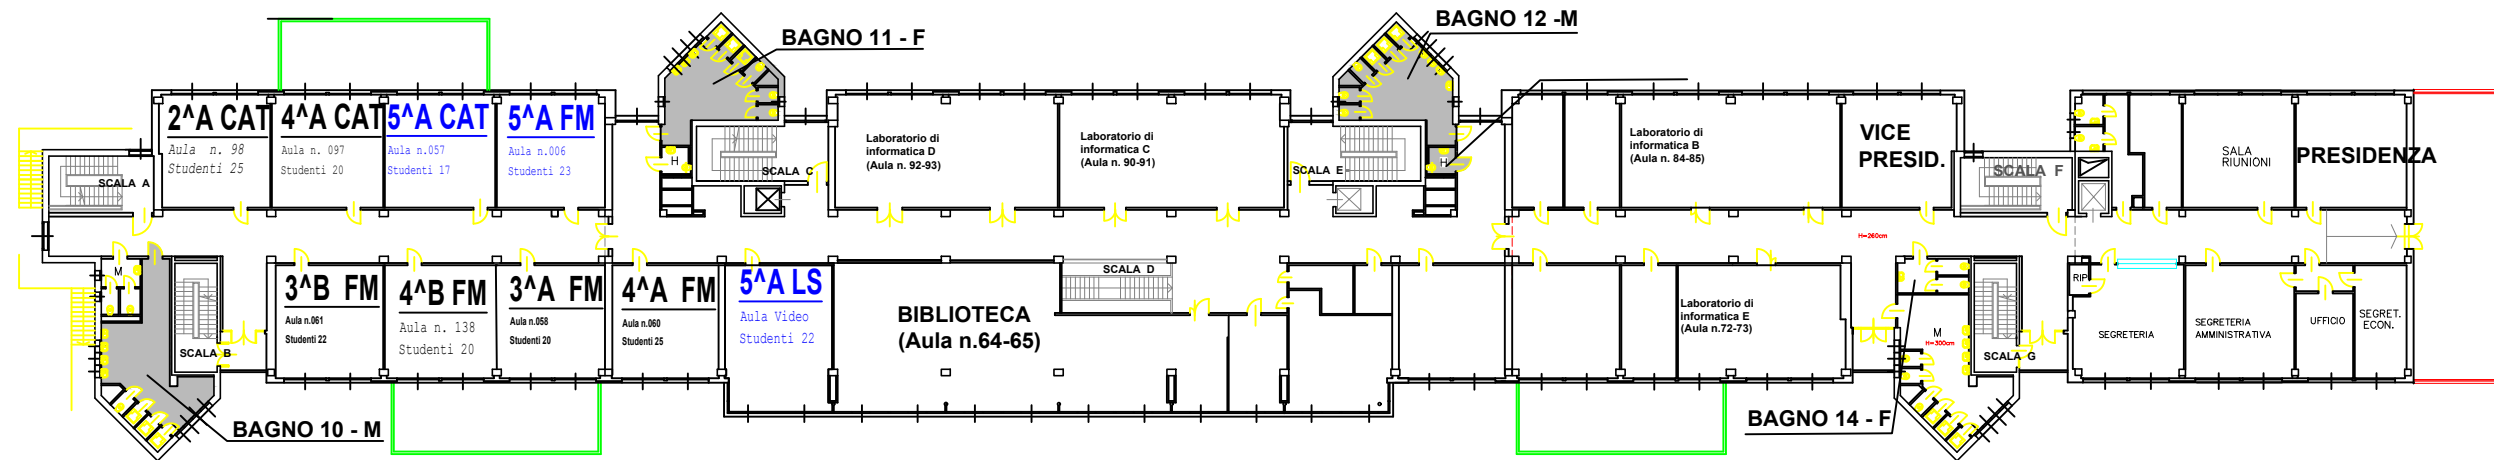 BAGNO 11 - F
BAGNO 12 -M
2^A CAT
Aula n. 98
Studenti 25
4^A CAT
Aula n. 097
Studenti 20
5^A CAT
Aula n.057
Studenti 17
5^A FM
Aula n.006
Studenti 23
SCALA A
H
SCALA C
Laboratorio di
informatica D
(Aula n. 92-93)
Laboratorio di
informatica C
(Aula n. 90-91)
SCALA E
H
Laboratorio di
informatica B
(Aula n. 84-85)
VICE
PRESID.
SCALA F
SALA
RIUNIONI
PRESIDENZA
H=260cm
M
SCALA B
3^B FM
Aula n.061
Studenti 22
4^B FM
Aula n. 138
Studenti 20
3^A FM
Aula n.058
Studenti 20
4^A FM
Aula n.060
Studenti 25
5^A LS
Aula Video
Studenti 22
BIBLIOTECA
(Aula n.64-65)
SCALA D
Laboratorio di
informatica E
(Aula n.72-73)
M
H=300cm
SCALA G
RIP
SEGRETERIA
SEGRETERIA
AMMINISTRATIVA
UFFICIO
SEGRET.
ECON.
BAGNO 10 - M
BAGNO 14 - F